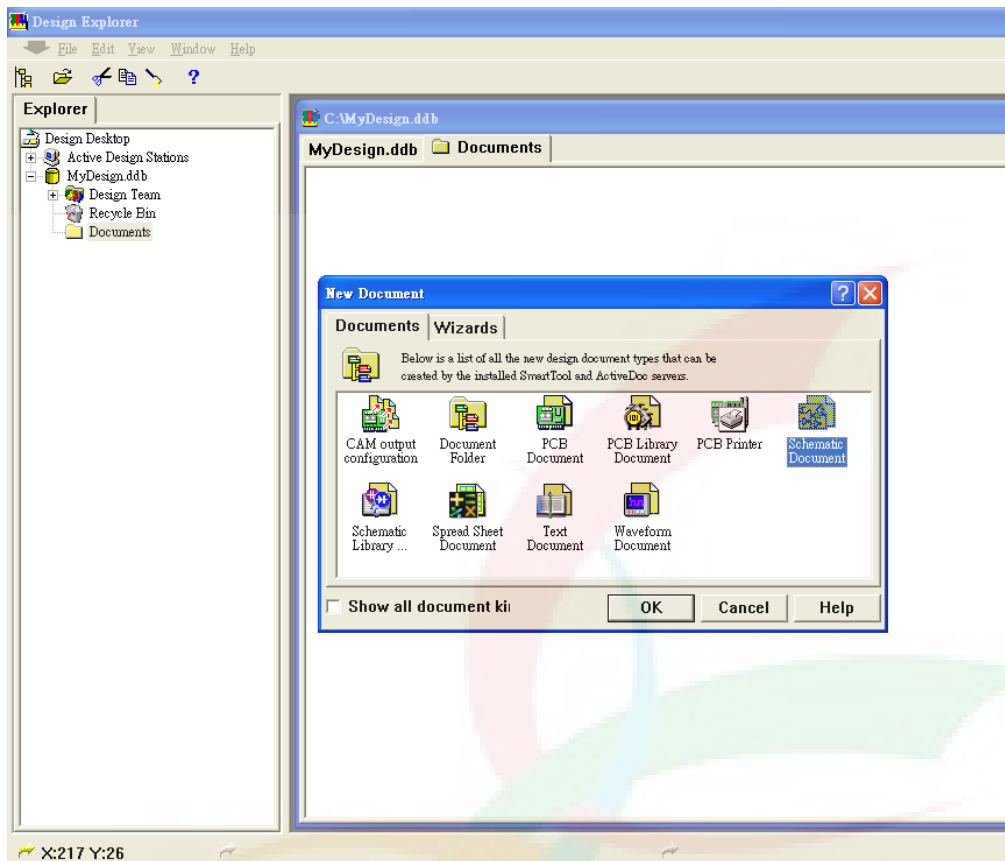 Design Explorer
File Edit View Window Help
?
Explorer
Design Desktop
Active Design Stations
MyDesign.ddb
Design Team
Recycle Bin
Documents
C:\MyDesign.ddb
MyDesign.ddb Documents
New Document
Documents Wizards
Below is a list of all the new design document types that can be
created by the installed SmartTool and ActiveDoc servers.
CAM output
configuration
Document
Folder
PCB
Document
PCB Library
Document
PCB Printer
Schematic
Document
Schematic
Library ...
Spread Sheet
Document
Text
Document
Waveform
Document
Show all document ki
OK Cancel Help
X:217 Y:26